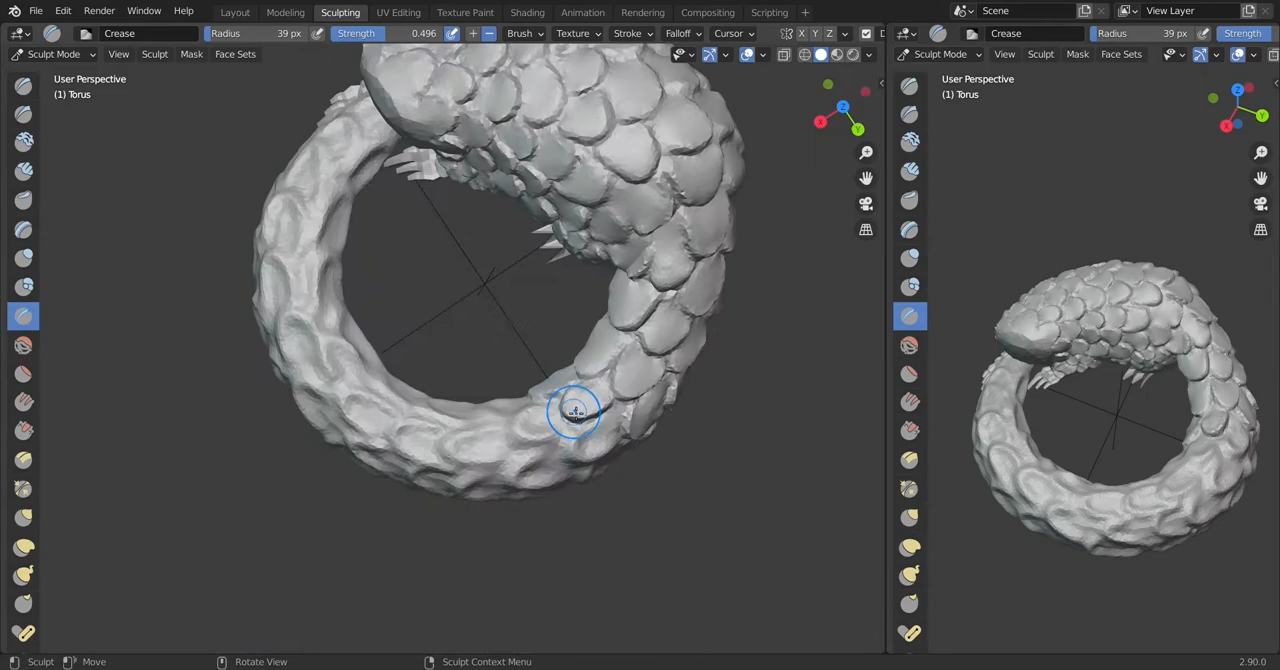 File Edit Render Window Help Layout Modeling Sculpting UV Editing Texture Paint Shading Animation Rendering Compositing Scripting + Scene View Layer
Crease Radius 39 px Strength 0.496 Brush Texture Stroke Falloff Cursor X Y Z Crease Radius 39 px Strength
Sculpt Mode View Sculpt Mask Face Sets Sculpt Mode View Sculpt Mask Face Sets
User Perspective
(1) Torus
User Perspective
(1) Torus
Z
X
Y
Z
Y
X
Sculpt Move Rotate View Sculpt Context Menu 2.90.0